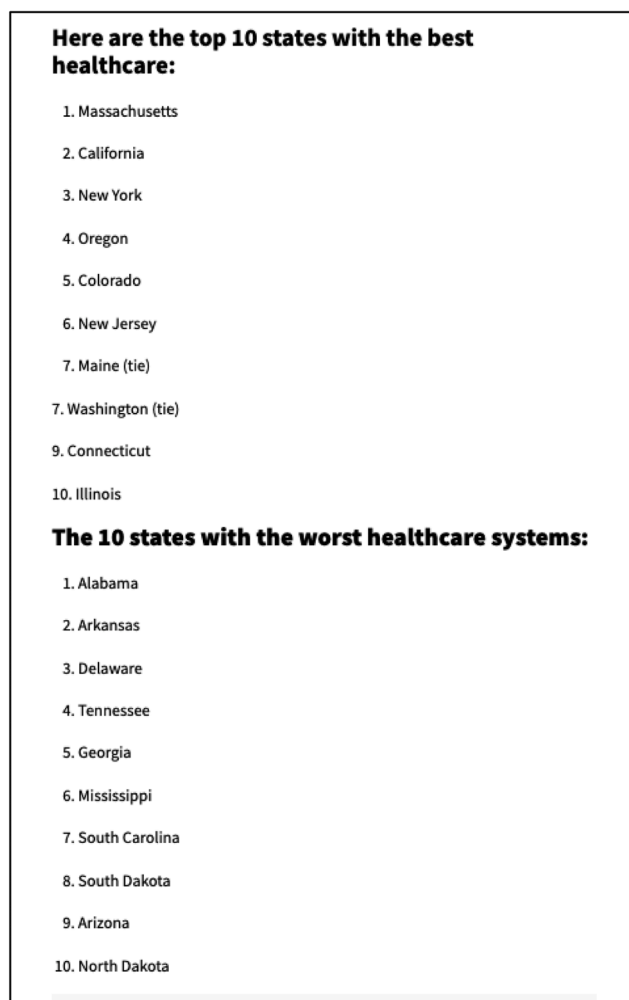 Here are the top 10 states with the best
healthcare:
1. Massachusetts
2. California
3. New York
4. Oregon
5. Colorado
6. New Jersey
7. Maine (tie)
7. Washington (tie)
9. Connecticut
10. Illinois
The 10 states with the worst healthcare systems:
1. Alabama
2. Arkansas
3. Delaware
4. Tennessee
5. Georgia
6. Mississippi
7. South Carolina
8. South Dakota
9. Arizona
10. North Dakota